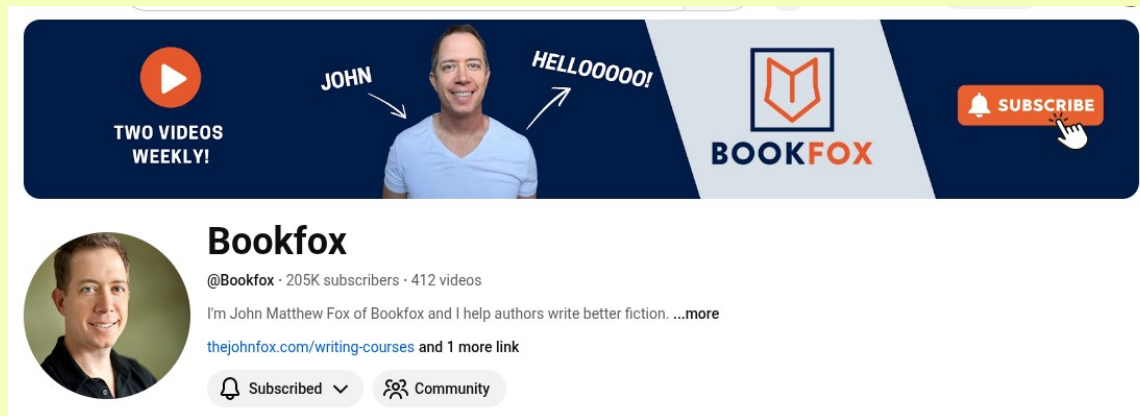 TWO VIDEOS
WEEKLY!
JOHN
HELLOOOOO!
BOOKFOX
SUBSCRIBE
Bookfox
@Bookfox · 205K subscribers · 412 videos
I'm John Matthew Fox of Bookfox and I help authors write better fiction. ...more
thejohnfox.com/writing-courses and 1 more link
Subscribed
Community